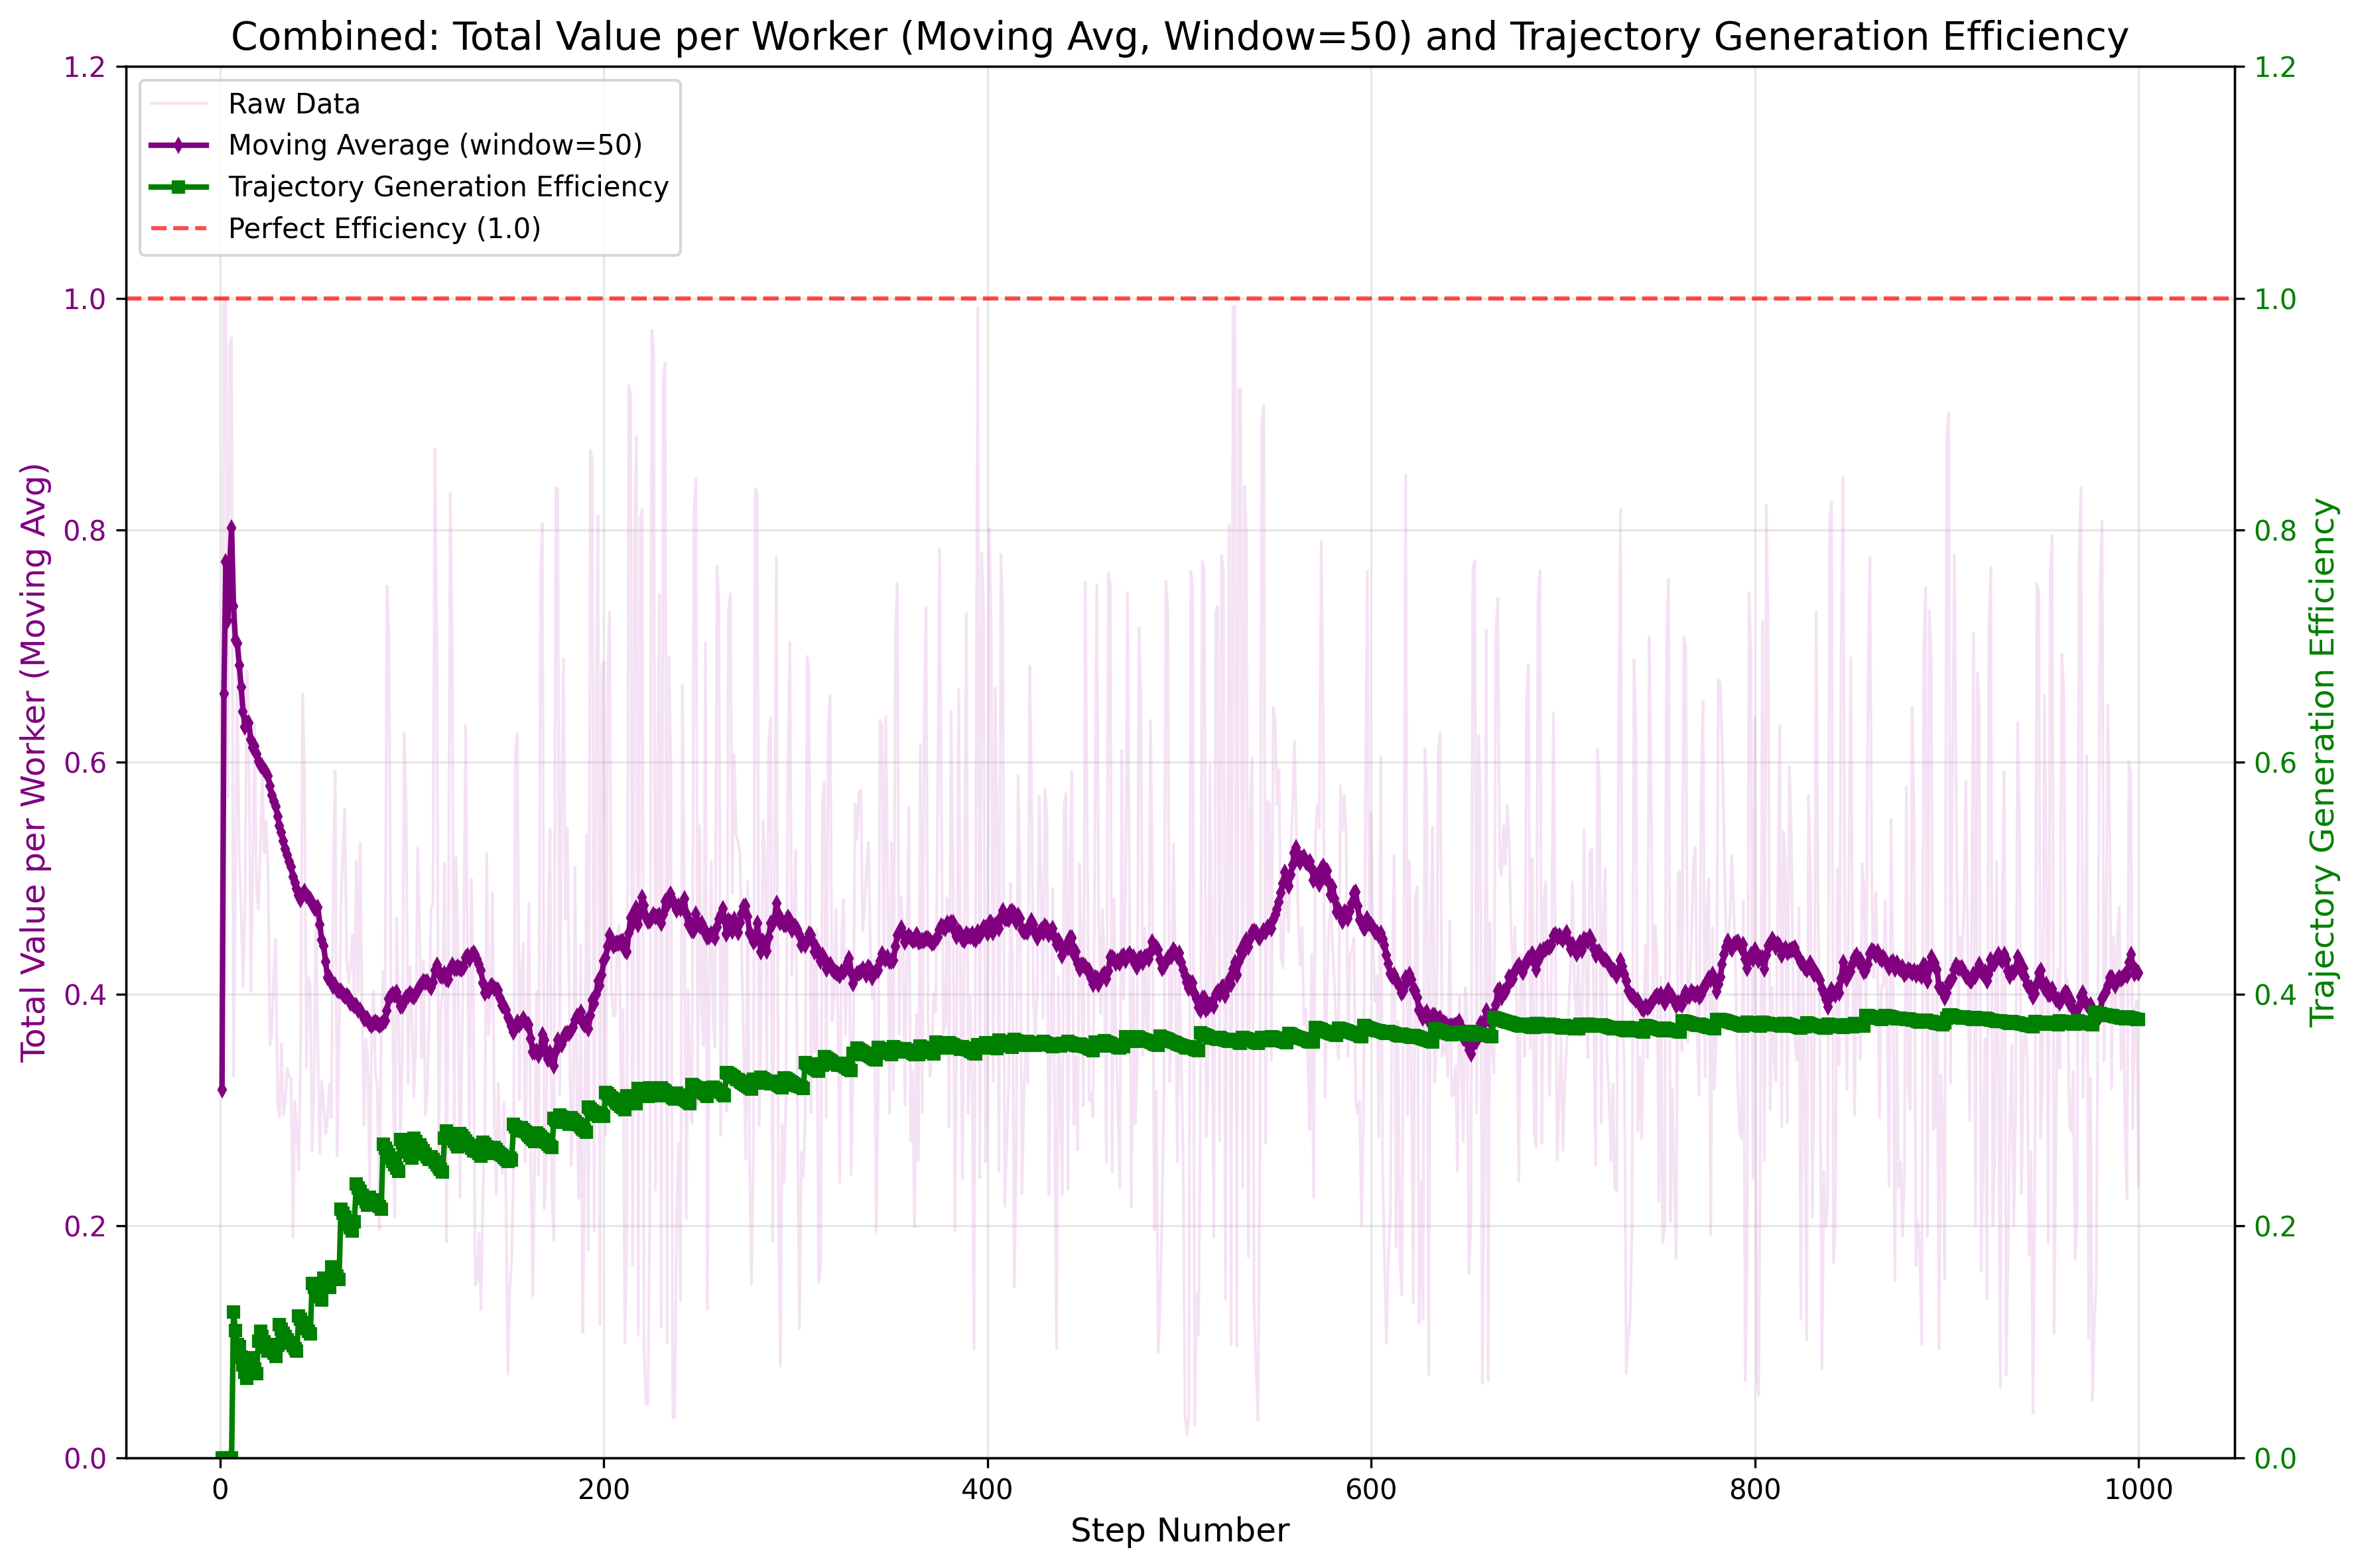 Combined: Total Value per Worker (Moving Avg, Window=50) and Trajectory Generation Efficiency
Raw Data
Moving Average (window=50)
Trajectory Generation Efficiency
Perfect Efficiency (1.0)
Total Value per Worker (Moving Avg)
1.2
1.0
0.8
0.6
0.4
0.2
0.0
Trajectory Generation Efficiency
1.2
1.0
0.8
0.6
0.4
0.2
0.0
0 200 400 600 800 1000
Step Number